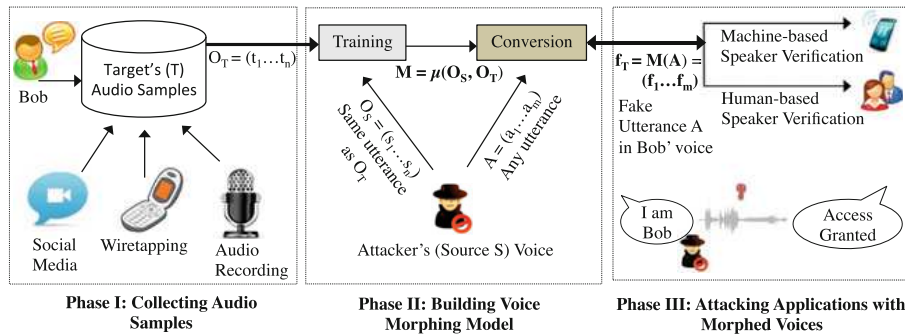 Bob
Target's (T)
Audio Samples
Social
Media
Wiretapping
Audio
Recording
Phase I: Collecting Audio
Samples
O_T = (t_1…t_n)
Training
Conversion
M = μ(O_S, O_T)
O_S = (s_1…s_n)
Same utterance
as O_T
A = (a_1…a_m)
Any utterance
Attacker's (Source S) Voice
Phase II: Building Voice
Morphing Model
f_T = M(A) =
(f_1…f_m)
Fake
Utterance A
in Bob' voice
Machine-based
Speaker Verification
Human-based
Speaker Verification
I am
Bob
Access
Granted
Phase III: Attacking Applications with
Morphed Voices